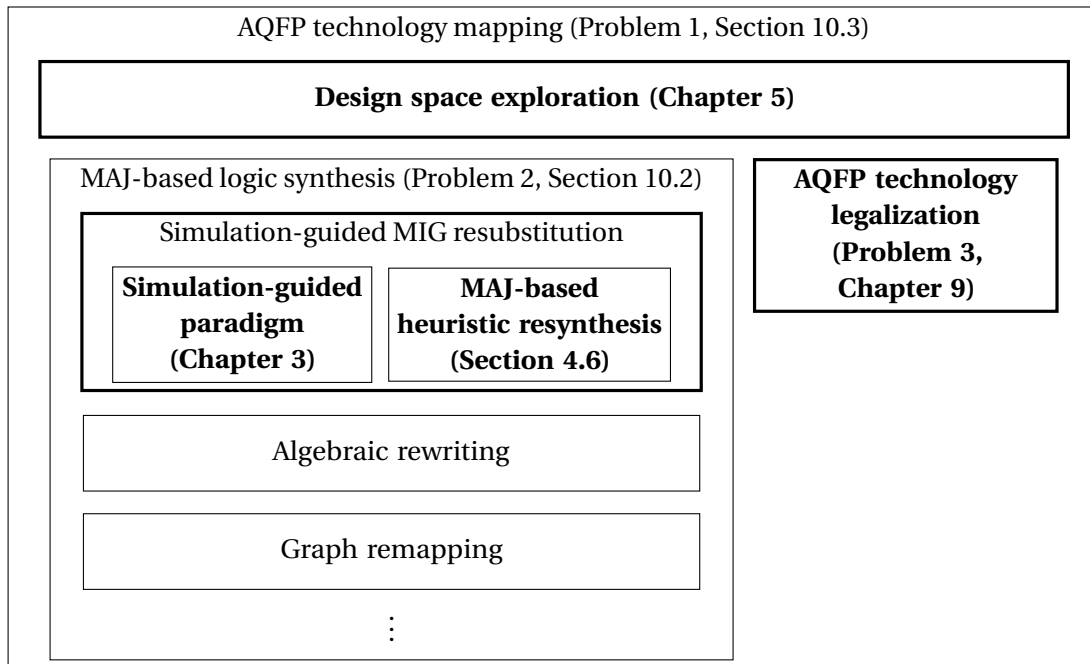 AQFP technology mapping (Problem 1, Section 10.3)
Design space exploration (Chapter 5)
MAJ-based logic synthesis (Problem 2, Section 10.2)
Simulation-guided MIG resubstitution
Simulation-guided
paradigm
(Chapter 3)
MAJ-based
heuristic resynthesis
(Section 4.6)
Algebraic rewriting
Graph remapping
⋮
AQFP technology
legalization
(Problem 3,
Chapter 9)